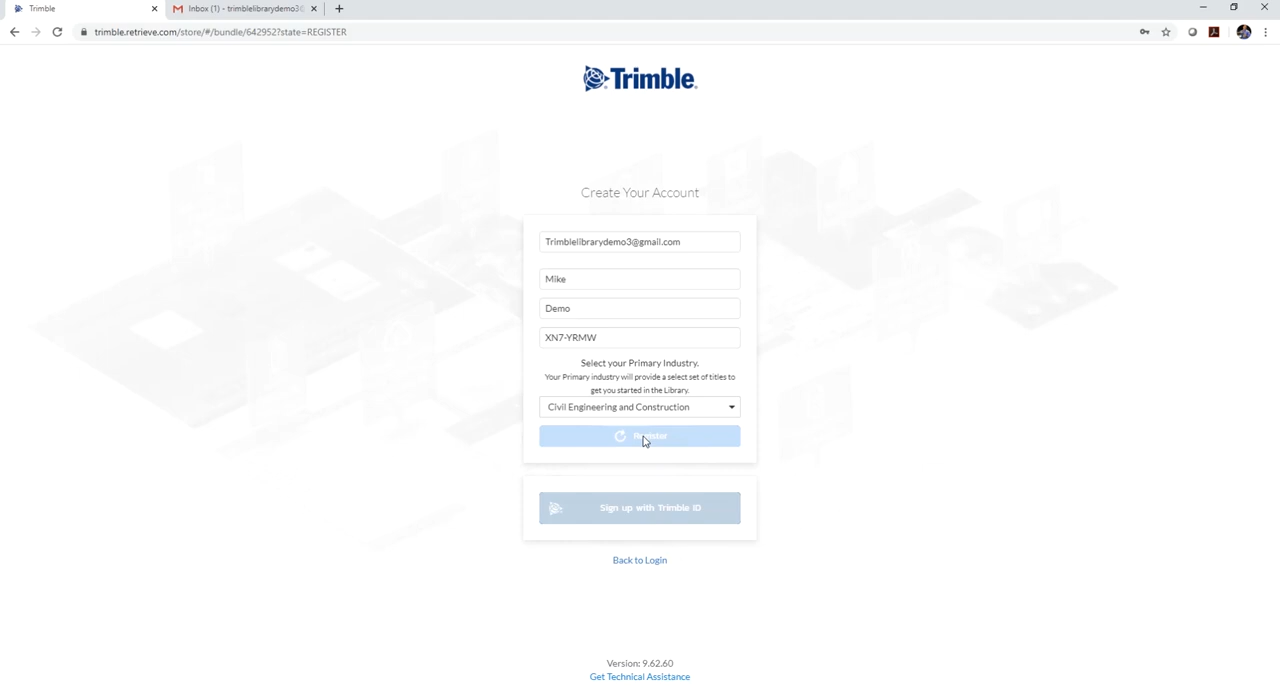 Trimble
Inbox (1) - trimblelibrarydemo3@
trimble.retrieve.com/store/#/bundle/642952?state=REGISTER
Trimble
Create Your Account
Trimblelibrarydemo3@gmail.com
Mike
Demo
XN7-YRMW
Select your Primary Industry.
Your Primary industry will provide a select set of titles to
get you started in the Library.
Civil Engineering and Construction
Register
Sign up with Trimble ID
Back to Login
Version: 9.62.60
Get Technical Assistance